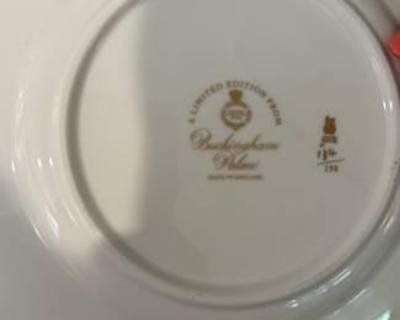 A LIMITED EDITION FROM
Buckingham
Palace
MADE IN ENGLAND